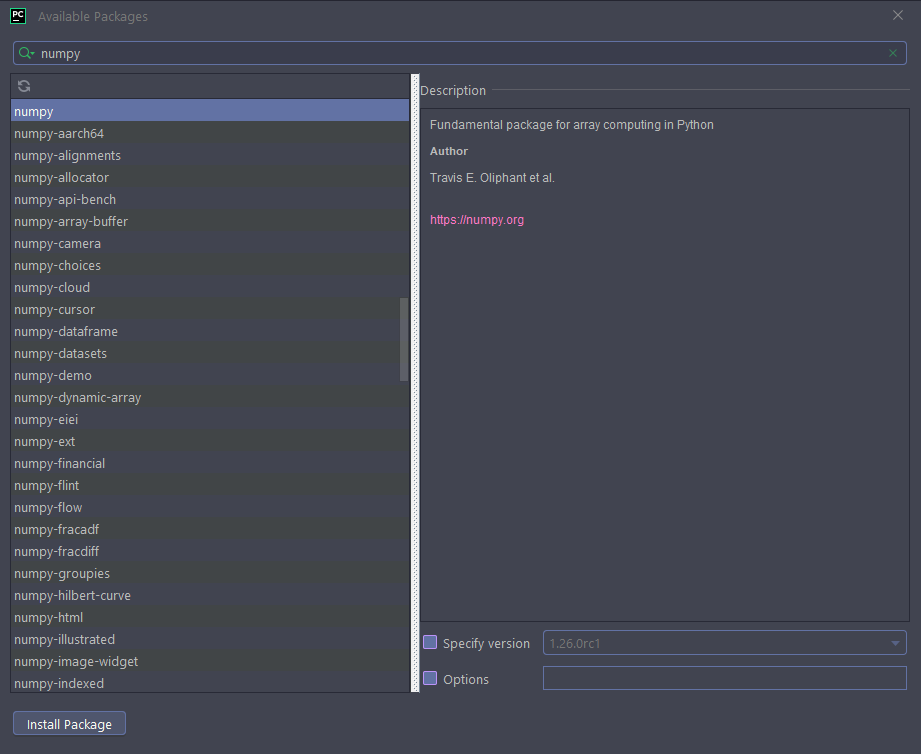 PC
Available Packages
numpy
numpy
numpy-aarch64
numpy-alignments
numpy-allocator
numpy-api-bench
numpy-array-buffer
numpy-camera
numpy-choices
numpy-cloud
numpy-cursor
numpy-dataframe
numpy-datasets
numpy-demo
numpy-dynamic-array
numpy-eiei
numpy-ext
numpy-financial
numpy-flint
numpy-flow
numpy-fracadf
numpy-fracdiff
numpy-groupies
numpy-hilbert-curve
numpy-html
numpy-illustrated
numpy-image-widget
numpy-indexed
Description
Fundamental package for array computing in Python
Author
Travis E. Oliphant et al.
https://numpy.org
Specify version
1.26.0rc1
Options
Install Package